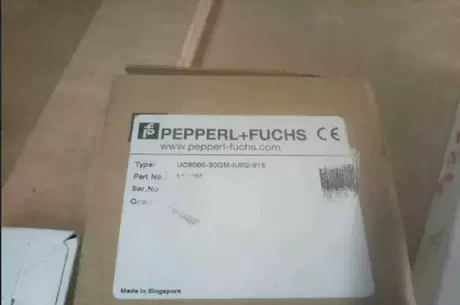 PEPPERL+FUCHS CE
www.pepperl-fuchs.com
Type: UC6000-30GM-IUR2-V15
Part No
Ser.No
Made in Singapore